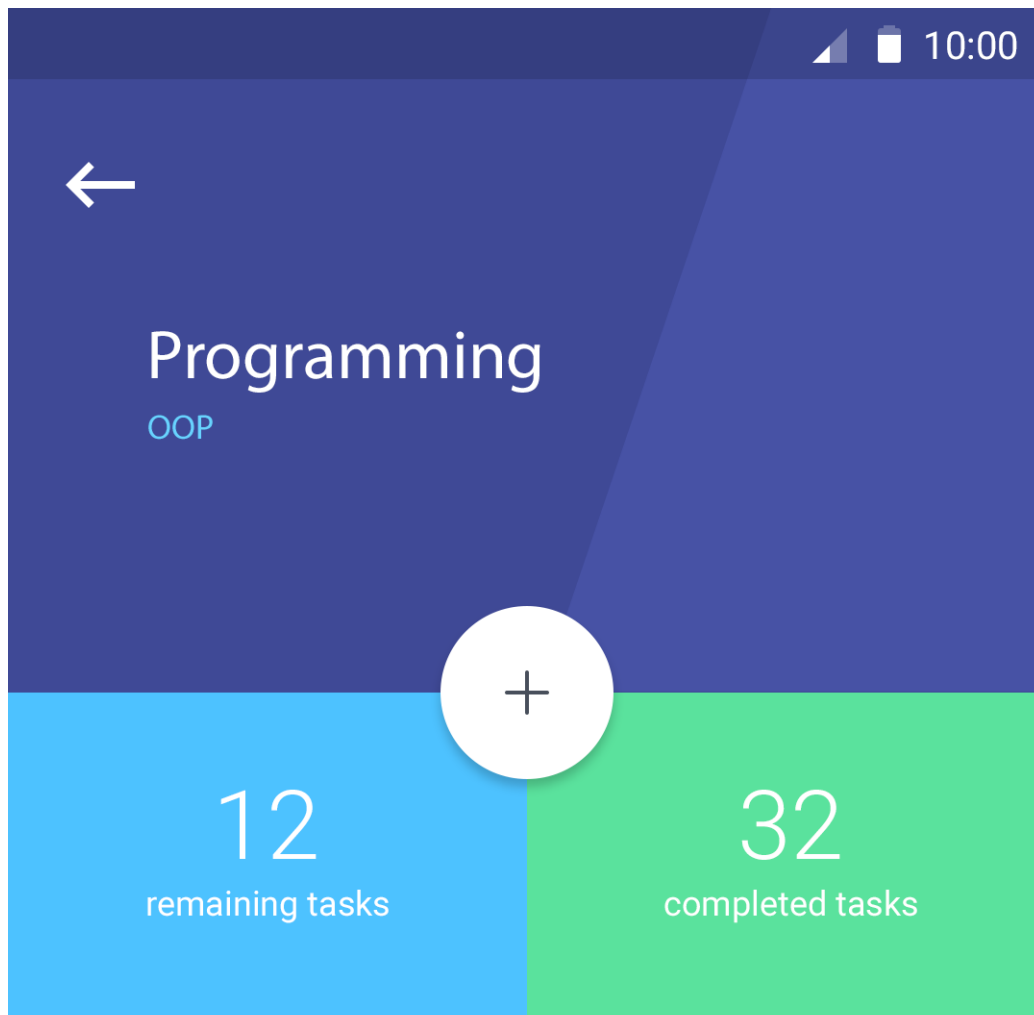 10:00
Programming
OOP
12
remaining tasks
32
completed tasks